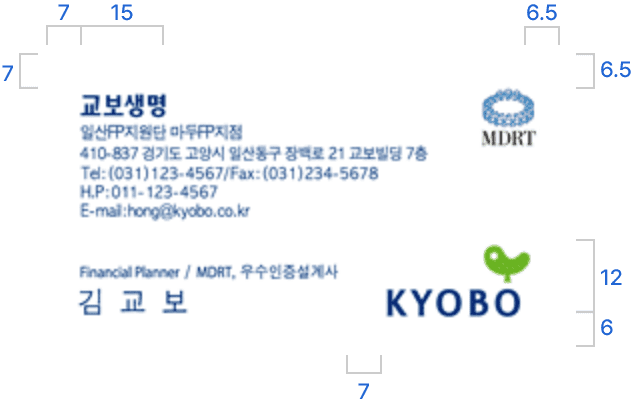 7 15 6.5
7 6.5
교보생명
일산FP지원단 마두FP지점
410-837 경기도 고양시 일산동구 장백로 21 교보빌딩 7층
Tel:(031)123-4567/Fax:(031)234-5678
H.P:011-123-4567
E-mail:hong@kyobo.co.kr
MDRT
Financial Planner / MDRT, 우수인증설계사
김 교 보
KYOBO
12
6
7